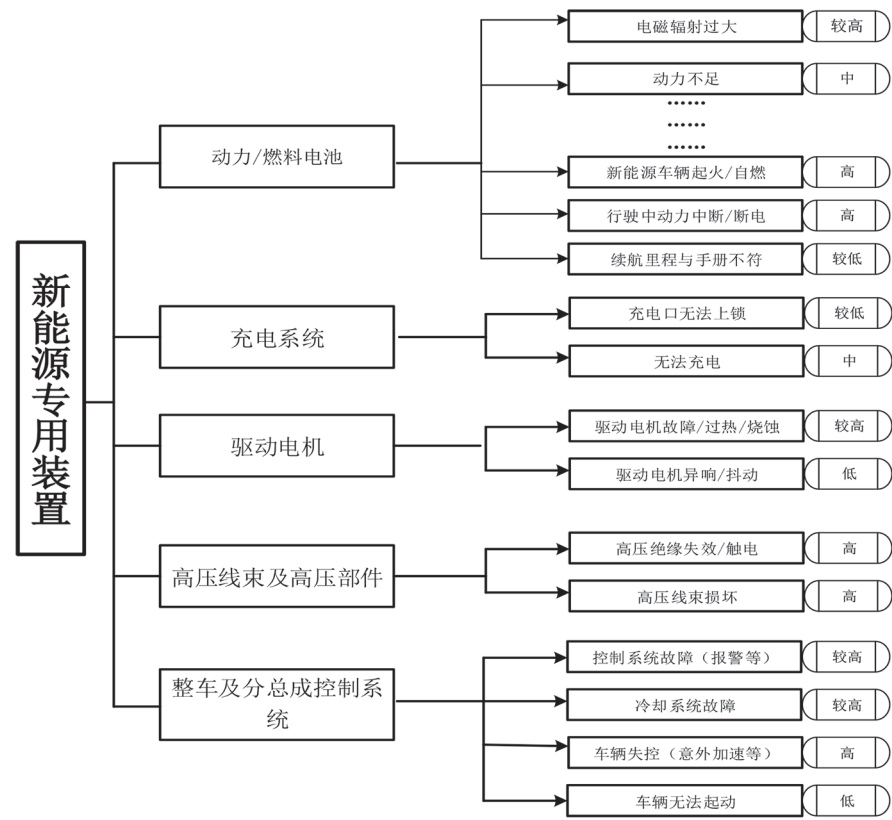 新能源专用装置
动力/燃料电池
电磁辐射过大 较高
动力不足 中
……
……
……
新能源车辆起火/自燃 高
行驶中动力中断/断电 高
续航里程与手册不符 较低
充电系统
充电口无法上锁 较低
无法充电 中
驱动电机
驱动电机故障/过热/烧蚀 较高
驱动电机异响/抖动 低
高压线束及高压部件
高压绝缘失效/触电 高
高压线束损坏 高
整车及分总成控制系
统
控制系统故障（报警等） 较高
冷却系统故障 较高
车辆失控（意外加速等） 高
车辆无法起动 低